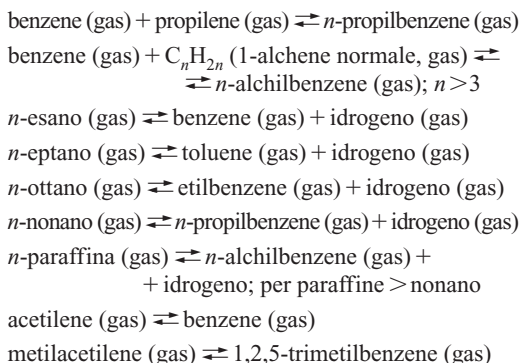 benzene (gas) + propilene (gas) ⇄ n-propilbenzene (gas)
benzene (gas) + CₙH₂ₙ (1-alchene normale, gas) ⇄
⇄ n-alchilbenzene (gas); n > 3
n-esano (gas) ⇄ benzene (gas) + idrogeno (gas)
n-eptano (gas) ⇄ toluene (gas) + idrogeno (gas)
n-ottano (gas) ⇄ etilbenzene (gas) + idrogeno (gas)
n-nonano (gas) ⇄ n-propilbenzene (gas) + idrogeno (gas)
n-paraffina (gas) ⇄ n-alchilbenzene (gas) +
+ idrogeno; per paraffine > nonano
acetilene (gas) ⇄ benzene (gas)
metilacetilene (gas) ⇄ 1,2,5-trimetilbenzene (gas)